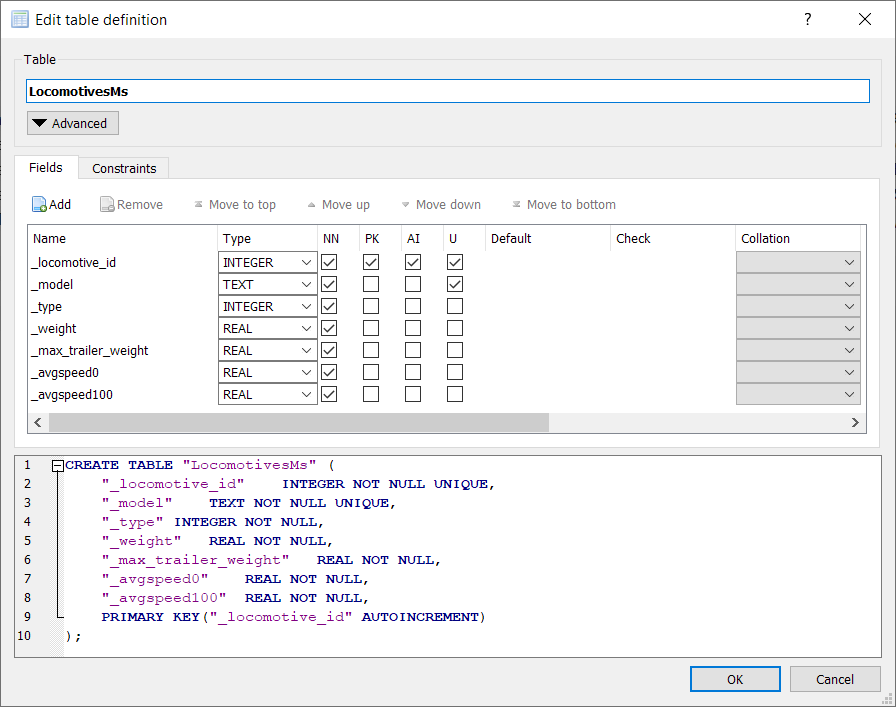 Edit table definition ?
Table
LocomotivesMs
Advanced
Fields Constraints
Add Remove Move to top Move up Move down Move to bottom
Name Type NN PK AI U Default Check Collation
_locomotive_id INTEGER
_model TEXT
_type INTEGER
_weight REAL
_max_trailer_weight REAL
_avgspeed0 REAL
_avgspeed100 REAL
1 CREATE TABLE "LocomotivesMs" (
2 "_locomotive_id" INTEGER NOT NULL UNIQUE,
3 "_model" TEXT NOT NULL UNIQUE,
4 "_type" INTEGER NOT NULL,
5 "_weight" REAL NOT NULL,
6 "_max_trailer_weight" REAL NOT NULL,
7 "_avgspeed0" REAL NOT NULL,
8 "_avgspeed100" REAL NOT NULL,
9 PRIMARY KEY("_locomotive_id" AUTOINCREMENT)
10 );
OK Cancel